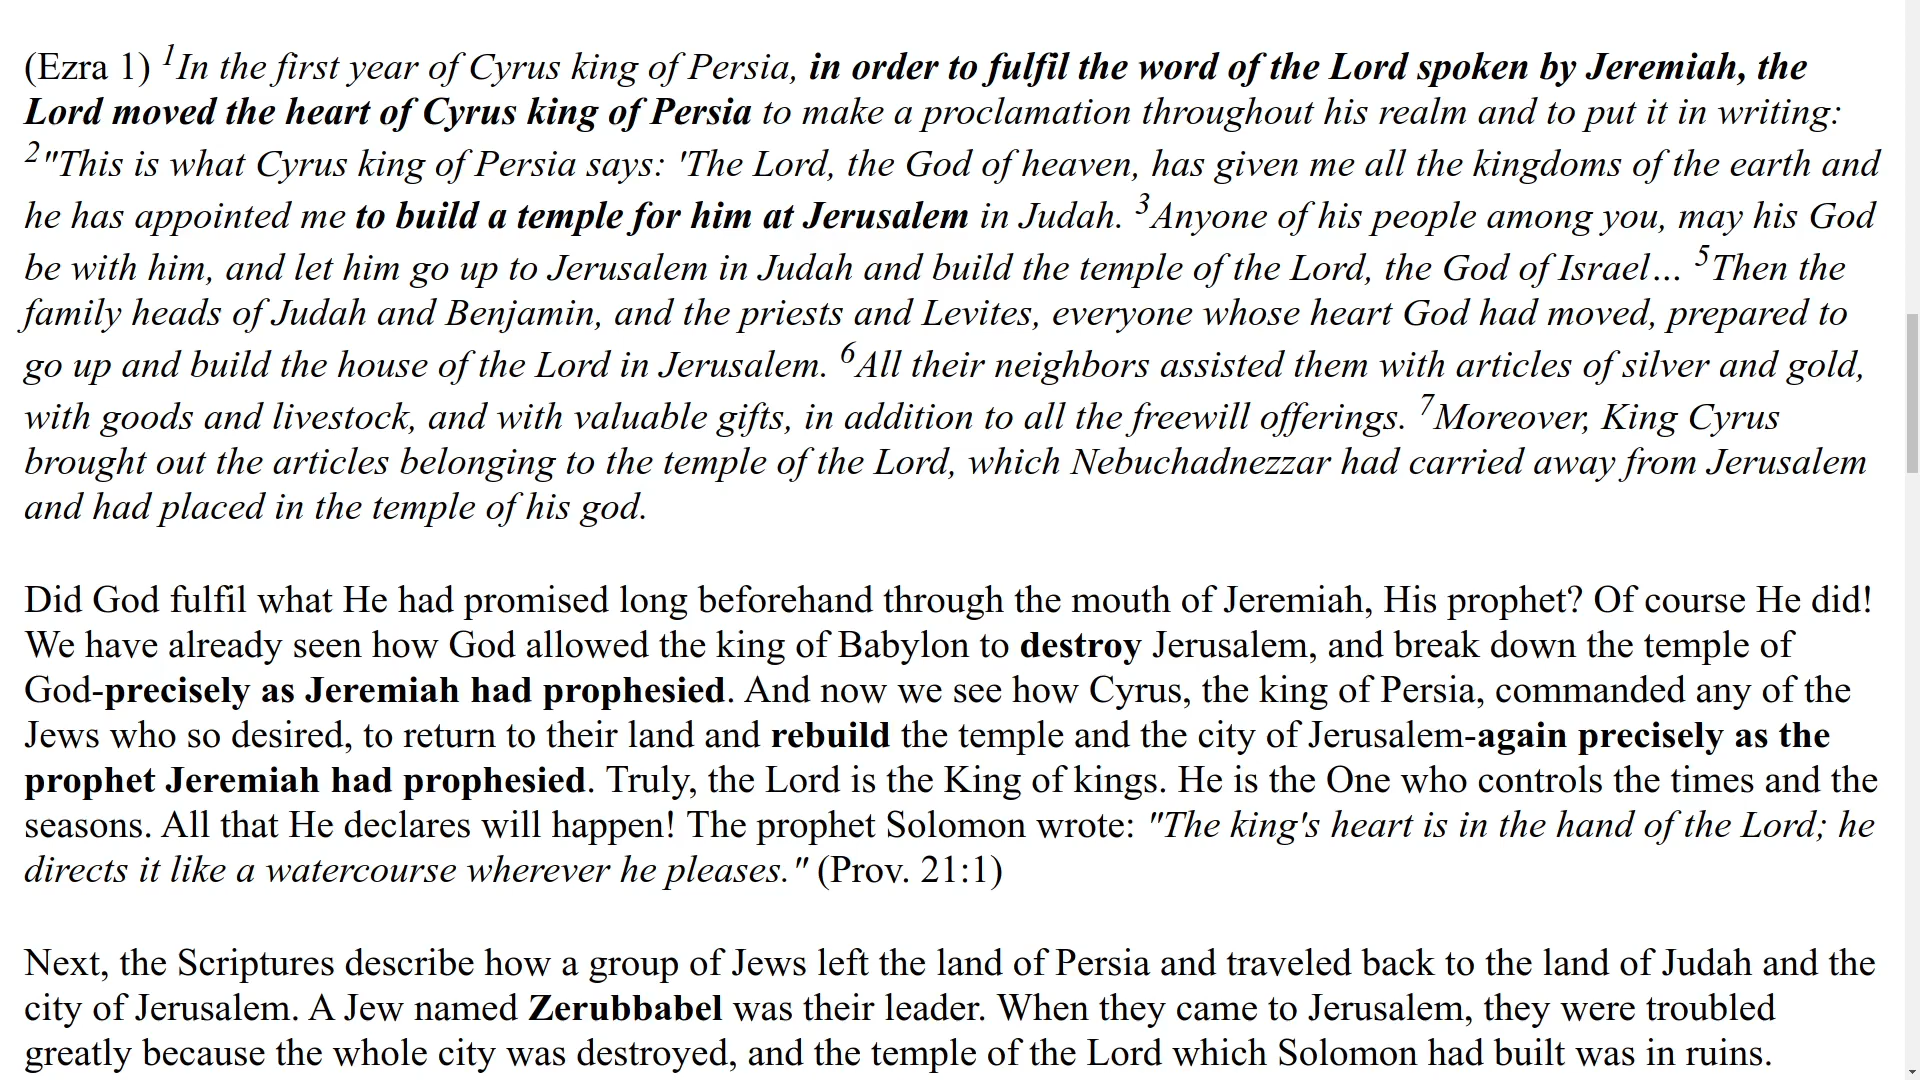 (Ezra 1) 1In the first year of Cyrus king of Persia, in order to fulfil the word of the Lord spoken by Jeremiah, the
Lord moved the heart of Cyrus king of Persia to make a proclamation throughout his realm and to put it in writing:
2"This is what Cyrus king of Persia says: 'The Lord, the God of heaven, has given me all the kingdoms of the earth and
he has appointed me to build a temple for him at Jerusalem in Judah. 3Anyone of his people among you, may his God
be with him, and let him go up to Jerusalem in Judah and build the temple of the Lord, the God of Israel… 5Then the
family heads of Judah and Benjamin, and the priests and Levites, everyone whose heart God had moved, prepared to
go up and build the house of the Lord in Jerusalem. 6All their neighbors assisted them with articles of silver and gold,
with goods and livestock, and with valuable gifts, in addition to all the freewill offerings. 7Moreover, King Cyrus
brought out the articles belonging to the temple of the Lord, which Nebuchadnezzar had carried away from Jerusalem
and had placed in the temple of his god.
Did God fulfil what He had promised long beforehand through the mouth of Jeremiah, His prophet? Of course He did!
We have already seen how God allowed the king of Babylon to destroy Jerusalem, and break down the temple of
God-precisely as Jeremiah had prophesied. And now we see how Cyrus, the king of Persia, commanded any of the
Jews who so desired, to return to their land and rebuild the temple and the city of Jerusalem-again precisely as the
prophet Jeremiah had prophesied. Truly, the Lord is the King of kings. He is the One who controls the times and the
seasons. All that He declares will happen! The prophet Solomon wrote: "The king's heart is in the hand of the Lord; he
directs it like a watercourse wherever he pleases." (Prov. 21:1)
Next, the Scriptures describe how a group of Jews left the land of Persia and traveled back to the land of Judah and the
city of Jerusalem. A Jew named Zerubbabel was their leader. When they came to Jerusalem, they were troubled
greatly because the whole city was destroyed, and the temple of the Lord which Solomon had built was in ruins.